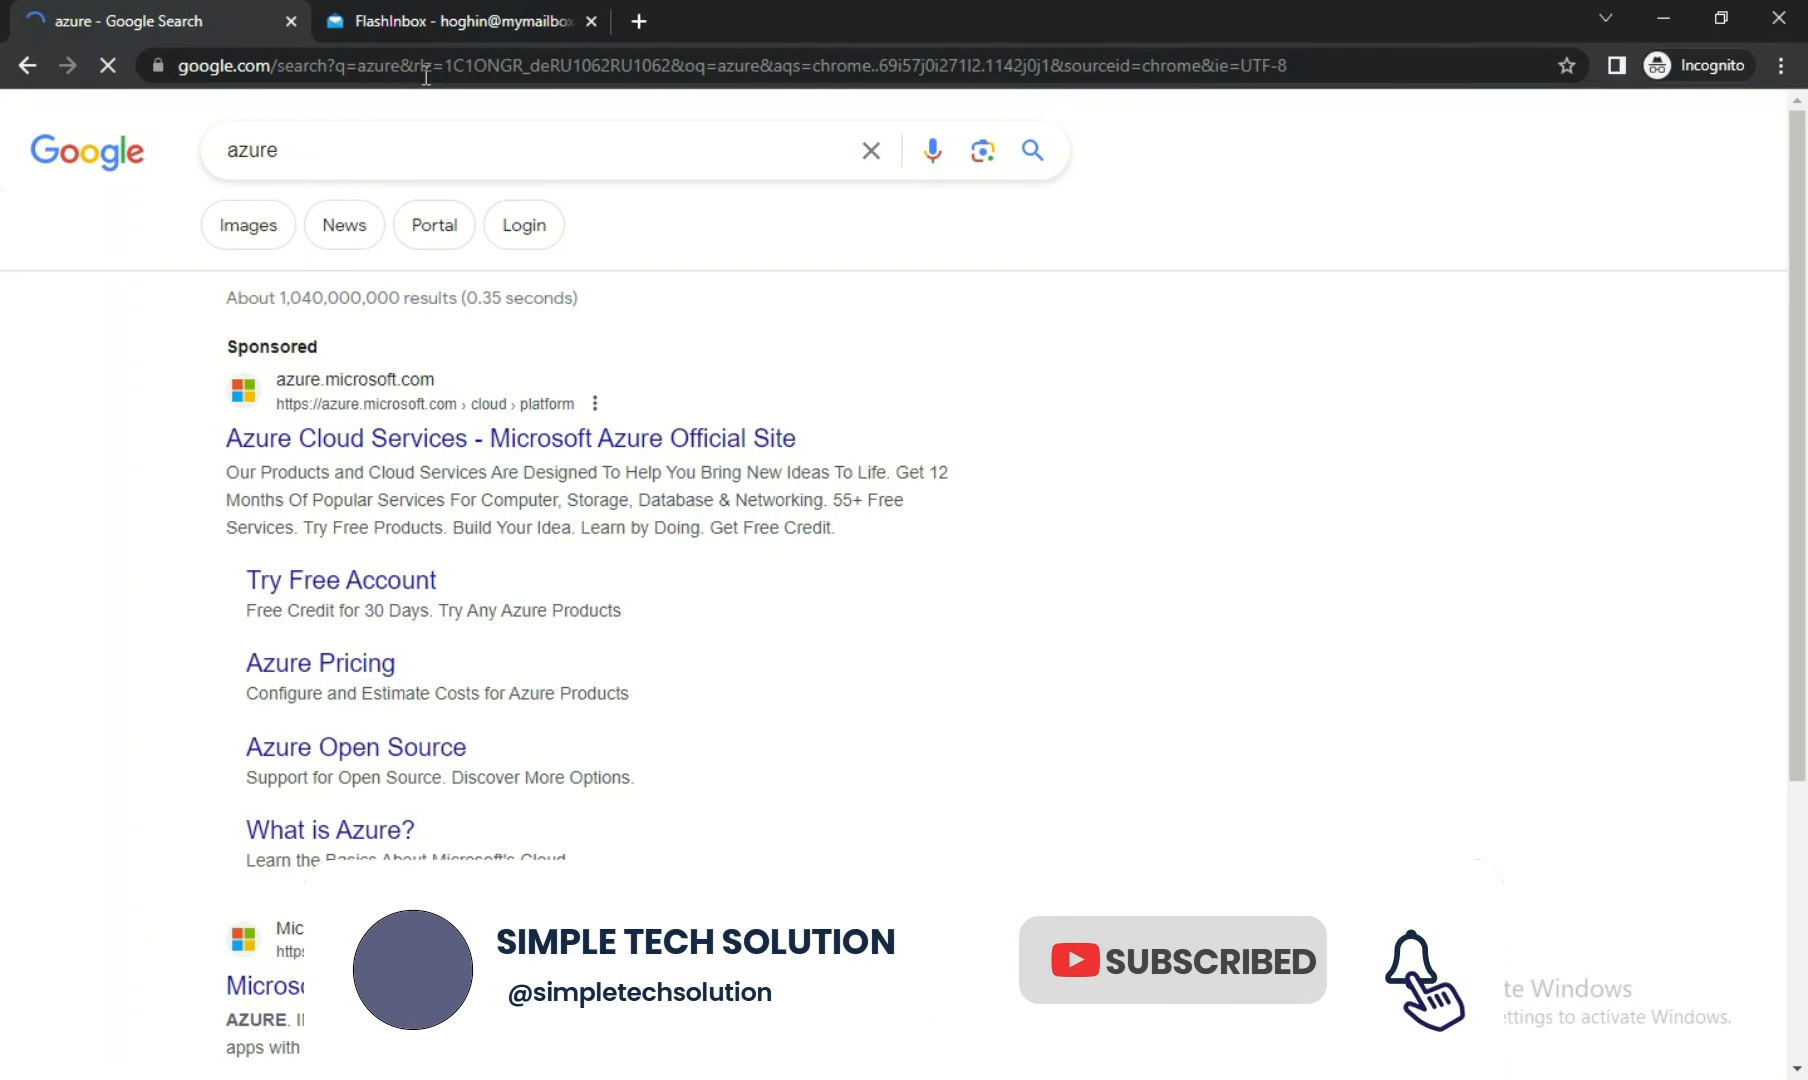 azure - Google Search
FlashInbox - hoghin@mymailbox
google.com/search?q=azure&rlz=1C1ONGR_deRU1062RU1062&oq=azure&aqs=chrome..69i57j0i271l2.1142j0j1&sourceid=chrome&ie=UTF-8
Incognito
Google
azure
Images
News
Portal
Login
About 1,040,000,000 results (0.35 seconds)
Sponsored
azure.microsoft.com
https://azure.microsoft.com › cloud › platform
Azure Cloud Services - Microsoft Azure Official Site
Our Products and Cloud Services Are Designed To Help You Bring New Ideas To Life. Get 12
Months Of Popular Services For Computer, Storage, Database & Networking. 55+ Free
Services. Try Free Products. Build Your Idea. Learn by Doing. Get Free Credit.
Try Free Account
Free Credit for 30 Days. Try Any Azure Products
Azure Pricing
Configure and Estimate Costs for Azure Products
Azure Open Source
Support for Open Source. Discover More Options.
What is Azure?
Learn the Basics About Microsoft's Cloud
Mic
https
Micros
AZURE.
apps with
SIMPLE TECH SOLUTION
@simpletechsolution
SUBSCRIBED
te Windows
ettings to activate Windows.